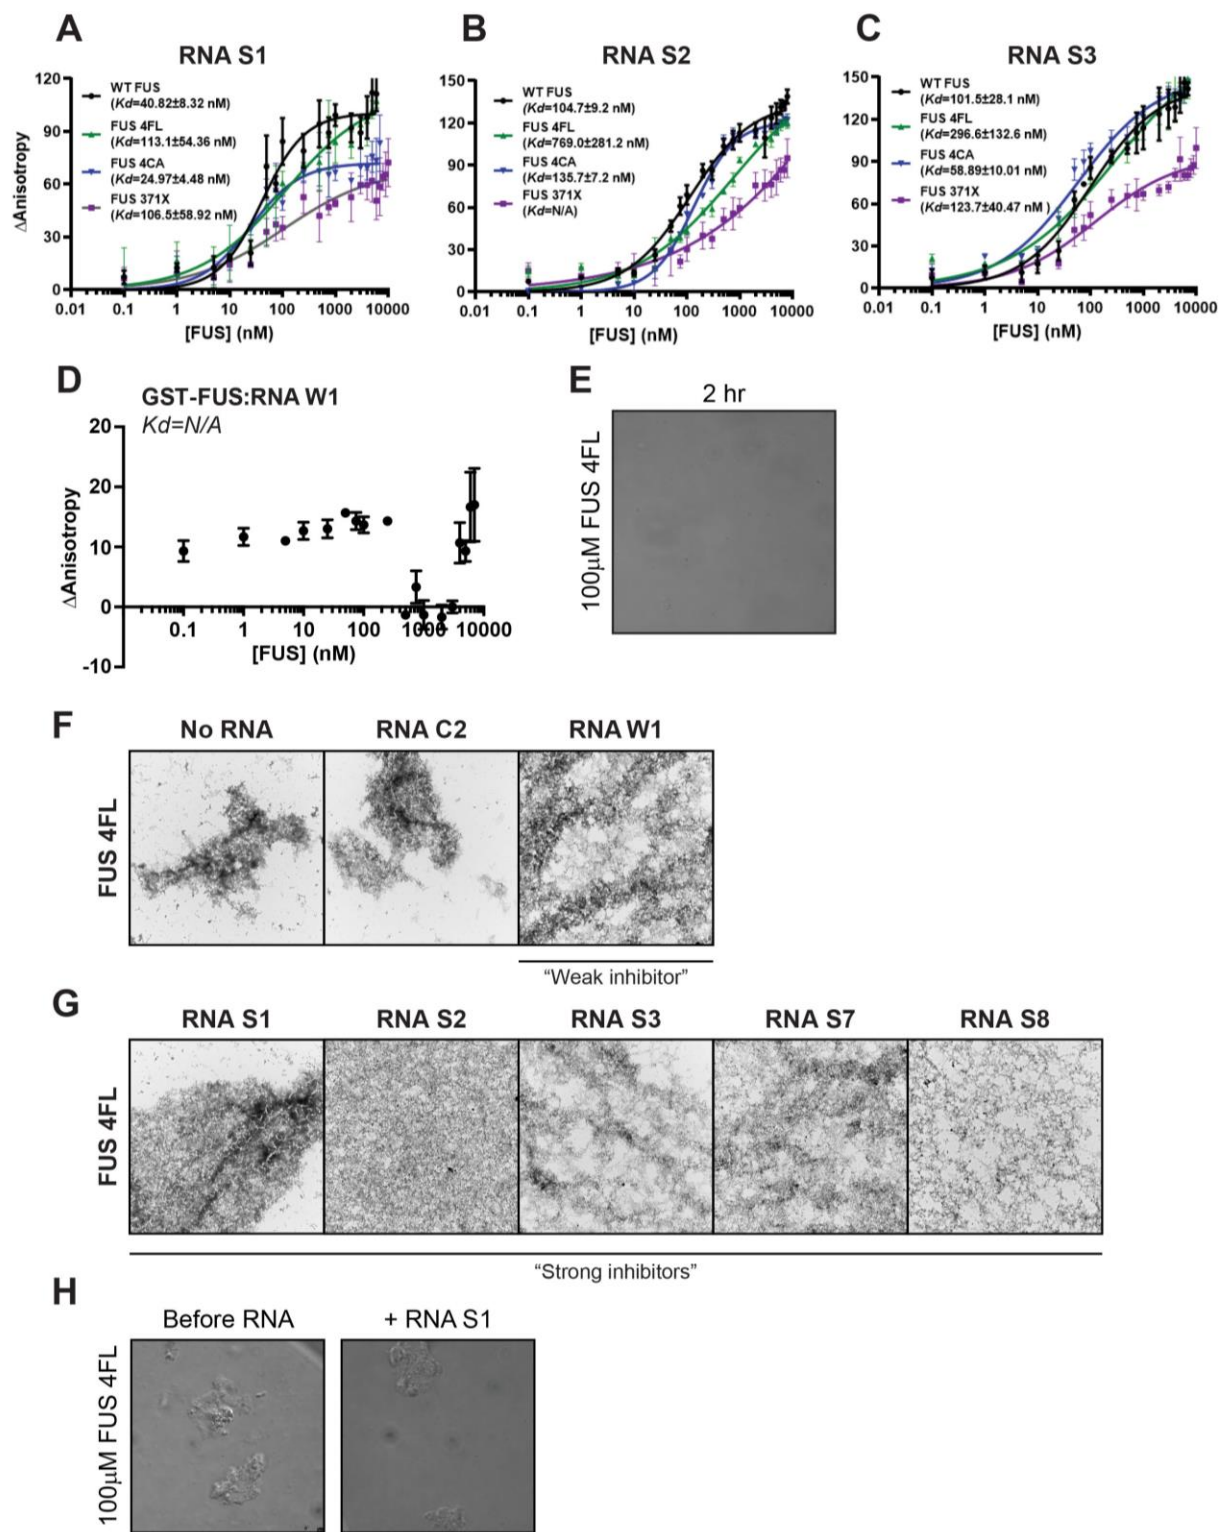 A
RNA S1
WT FUS
(Kd=40.82±8.32 nM)
FUS 4FL
(Kd=113.1±54.36 nM)
FUS 4CA
(Kd=24.97±4.48 nM)
FUS 371X
(Kd=106.5±58.92 nM)
ΔAnisotropy
120
90
60
30
0
0.01 0.1 1 10 100 1000 10000
[FUS] (nM)
B
RNA S2
WT FUS
(Kd=104.7±9.2 nM)
FUS 4FL
(Kd=769.0±281.2 nM)
FUS 4CA
(Kd=135.7±7.2 nM)
FUS 371X
(Kd=N/A)
150
120
90
60
30
0
0.01 0.1 1 10 100 1000 10000
[FUS] (nM)
C
RNA S3
WT FUS
(Kd=101.5±28.1 nM)
FUS 4FL
(Kd=296.6±132.6 nM)
FUS 4CA
(Kd=58.89±10.01 nM)
FUS 371X
(Kd=123.7±40.47 nM )
150
120
90
60
30
0
0.01 0.1 1 10 100 1000 10000
[FUS] (nM)
D
GST-FUS:RNA W1
Kd=N/A
ΔAnisotropy
20
20
10
0
-10
0.1 1 10 100 1000 10000
[FUS] (nM)
E
2 hr
100μM FUS 4FL
F
No RNA RNA C2 RNA W1
FUS 4FL
“Weak inhibitor”
G
RNA S1 RNA S2 RNA S3 RNA S7 RNA S8
FUS 4FL
“Strong inhibitors”
H
Before RNA + RNA S1
100μM FUS 4FL